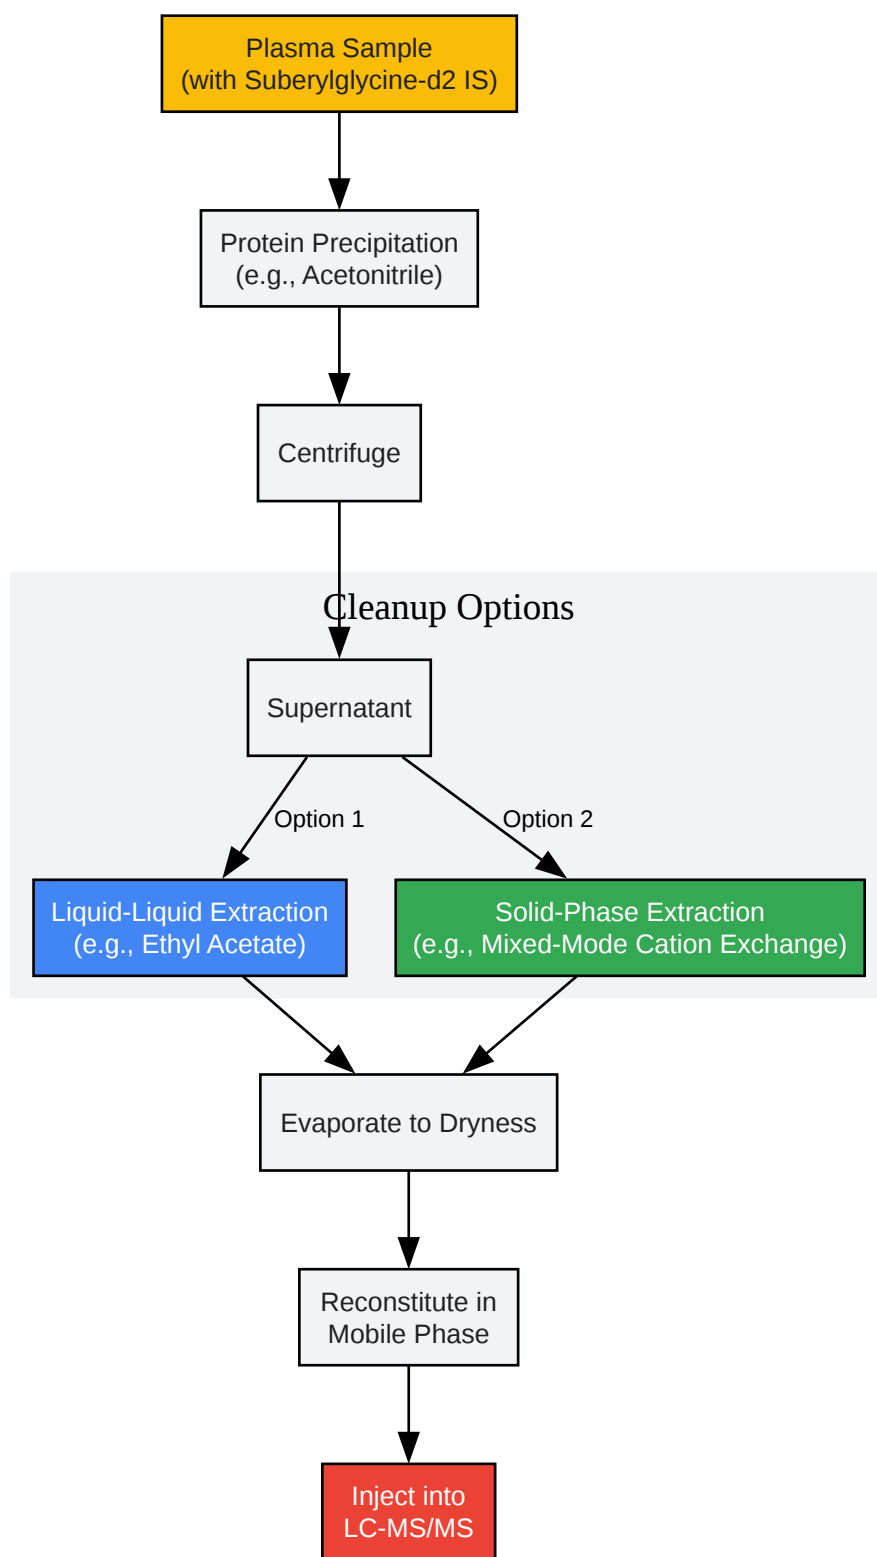 Plasma Sample
(with Suberylglycine-d2 IS)
Protein Precipitation
(e.g., Acetonitrile)
Centrifuge
Cleanup Options
Supernatant
Option 1
Option 2
Liquid-Liquid Extraction
(e.g., Ethyl Acetate)
Solid-Phase Extraction
(e.g., Mixed-Mode Cation Exchange)
Evaporate to Dryness
Reconstitute in
Mobile Phase
Inject into
LC-MS/MS